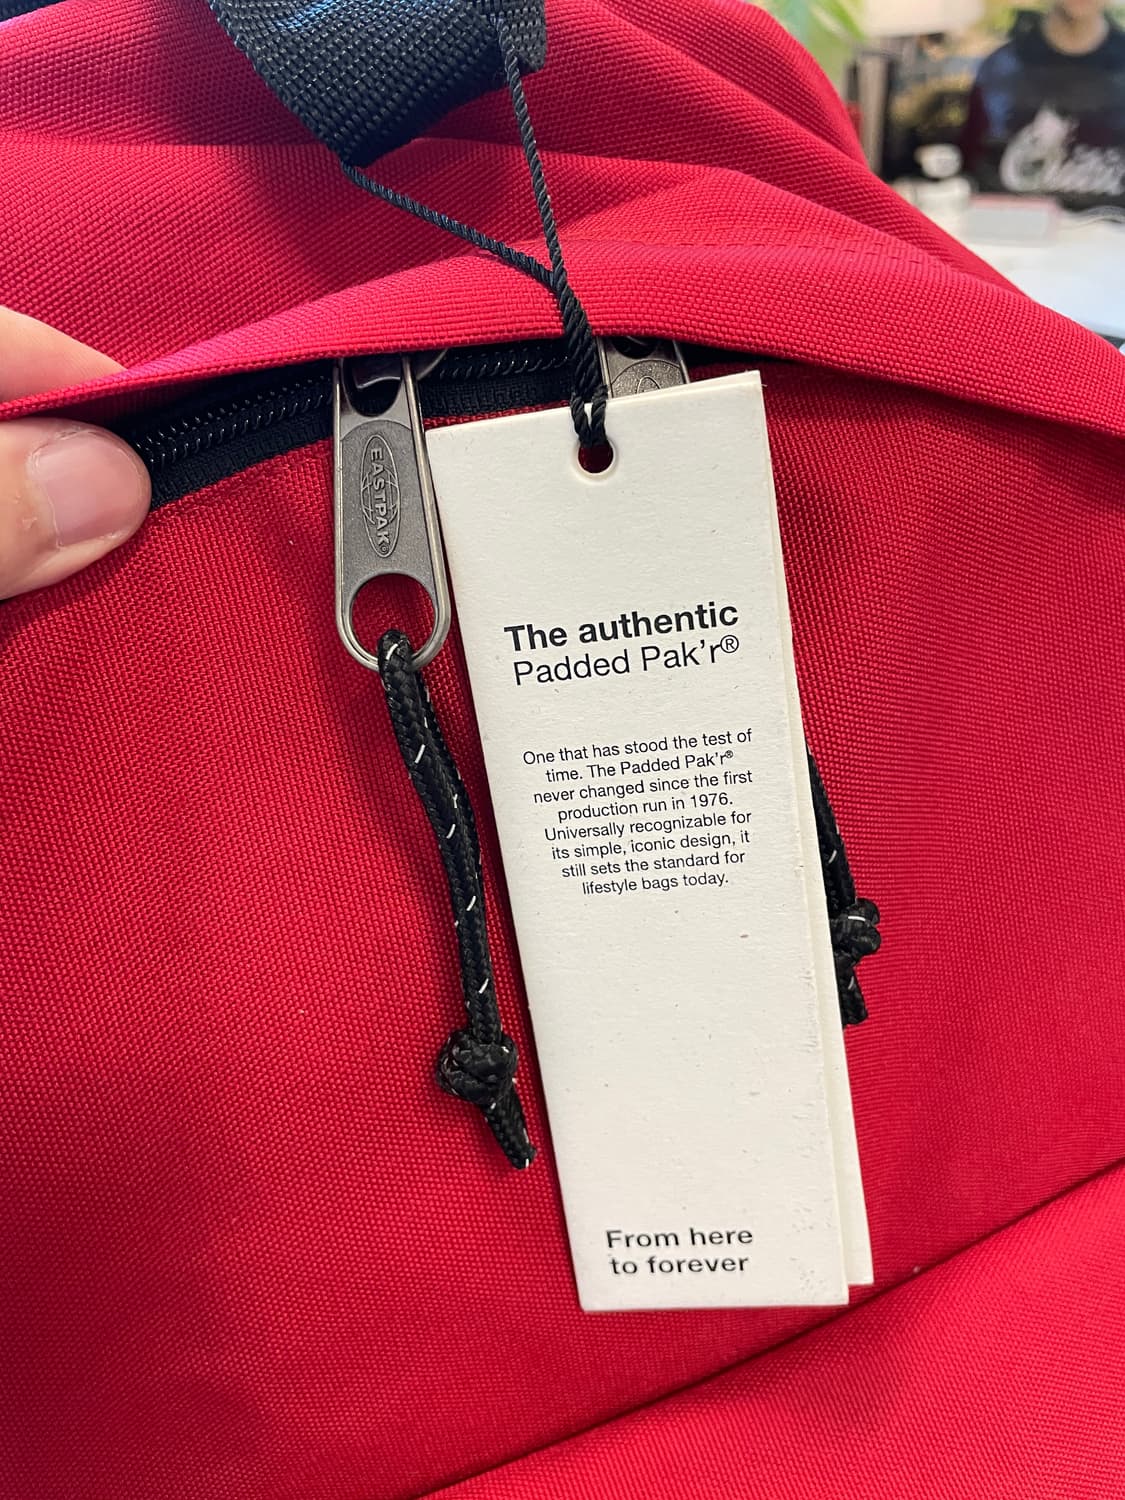 EASTPAK®
The authentic
Padded Pak’r®
One that has stood the test of
time. The Padded Pak’r®
never changed since the first
production run in 1976.
Universally recognizable for
its simple, iconic design, it
still sets the standard for
lifestyle bags today.
From here
to forever